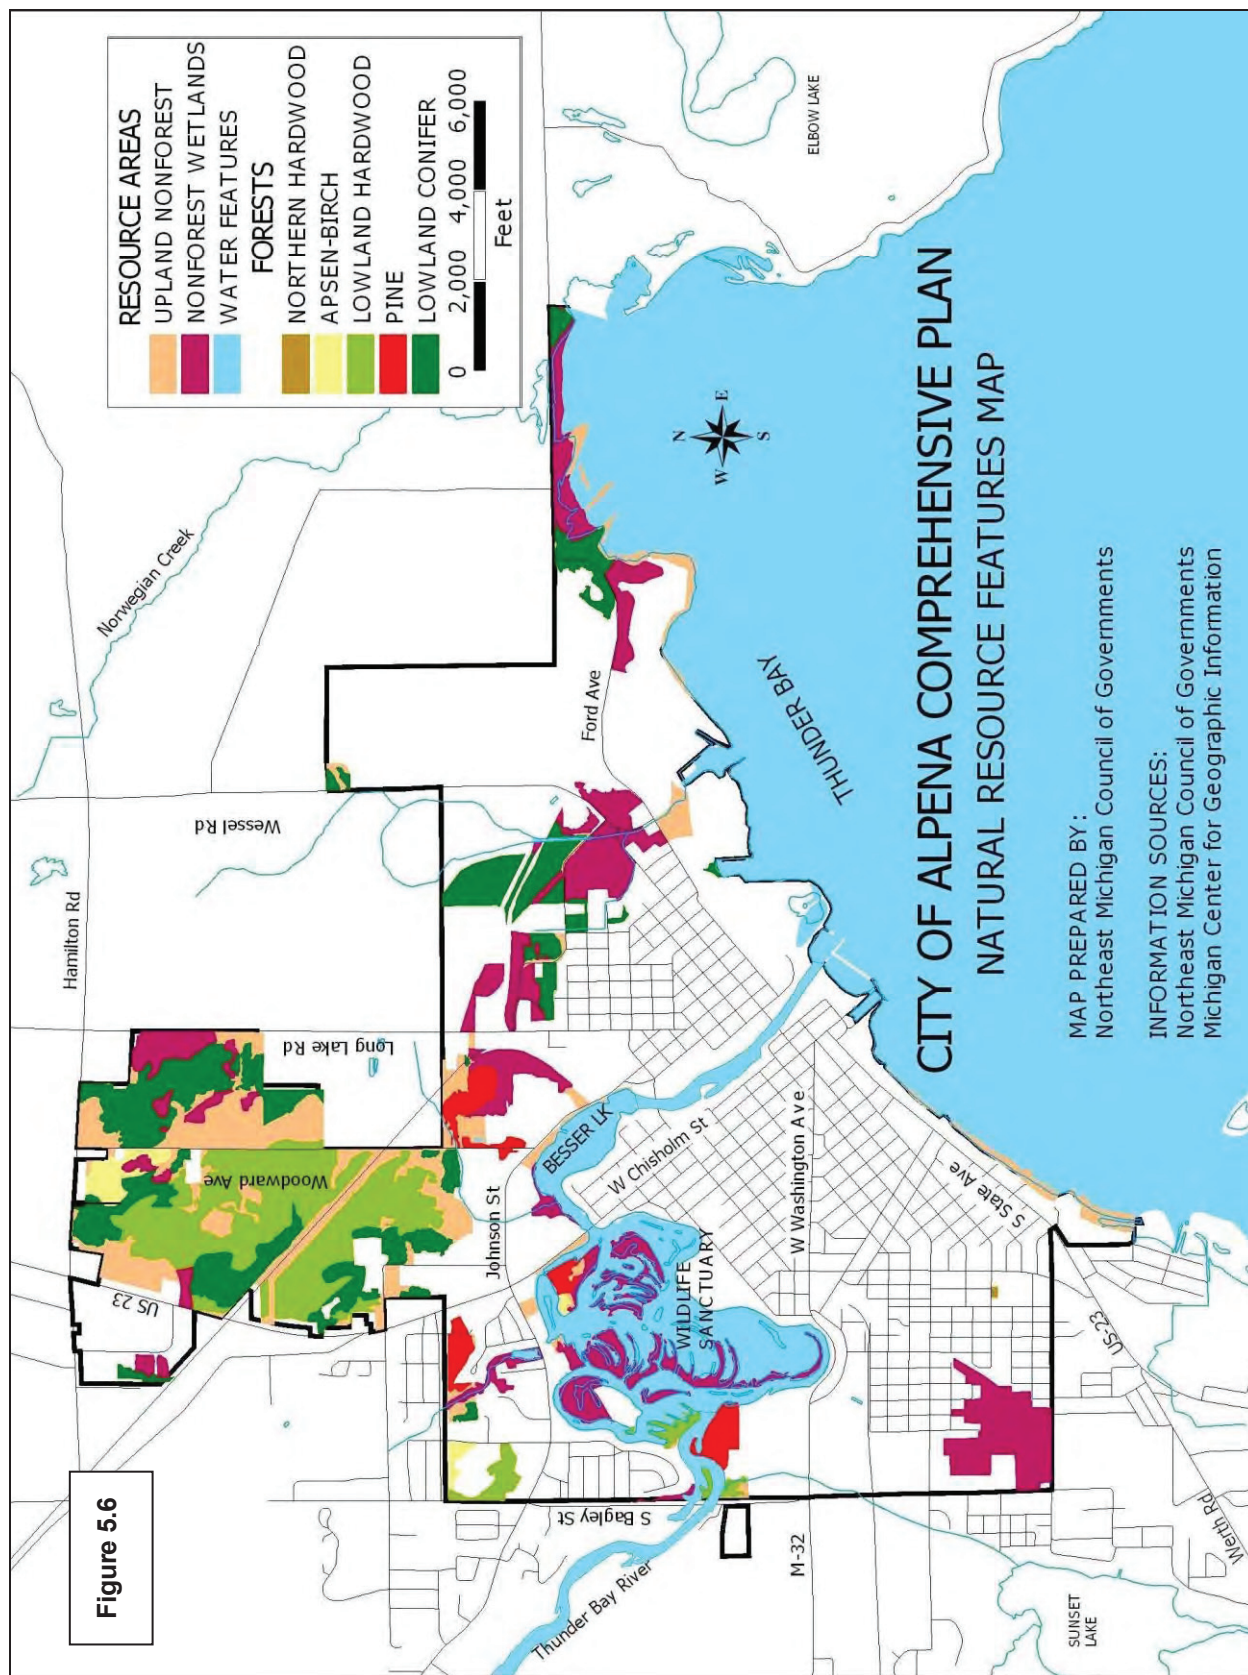 Figure 5.6
RESOURCE AREAS
UPLAND NONFOREST
NONFOREST WETLANDS
WATER FEATURES
FORESTS
NORTHERN HARDWOOD
APSEN-BIRCH
LOWLAND HARDWOOD
PINE
LOWLAND CONIFER
0 2,000 4,000 6,000
Feet
Hamilton Rd
Norwegian Creek
US 23
Woodward Ave
Long Lake Rd
Wessel Rd
Johnson St
Ford Ave
S Bagley St
BESSER LK
W Chisholm St
WILDLIFE
SANCTUARY
Thunder Bay River
M-32
W Washington Ave
S State Ave
US-23
Werth Rd
SUNSET
LAKE
ELBOW LAKE
THUNDER BAY
N
W E
S
CITY OF ALPENA COMPREHENSIVE PLAN
NATURAL RESOURCE FEATURES MAP
MAP PREPARED BY:
Northeast Michigan Council of Governments
INFORMATION SOURCES:
Northeast Michigan Council of Governments
Michigan Center for Geographic Information